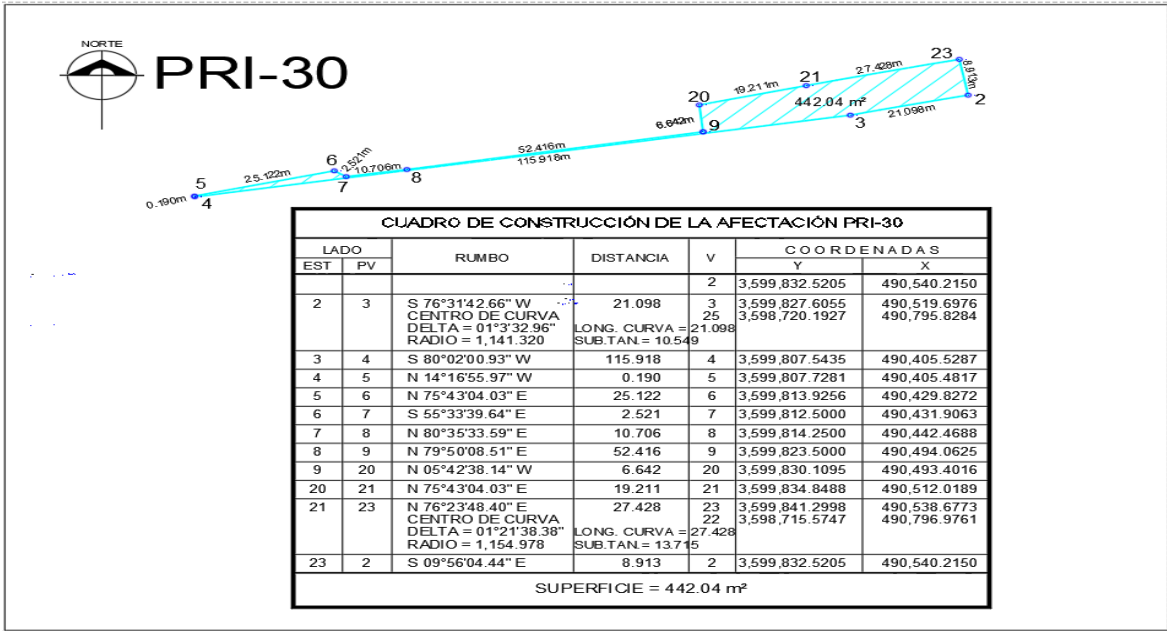 NORTE
PRI-30
23
27.428m
21
8.913m
19.211m
20
442.04 m²
2
21.098m
3
6.642m
9
52.416m
115.918m
6
2.521m
10.706m
8
25.122m
7
5
0.190m
4
CUADRO DE CONSTRUCCIÓN DE LA AFECTACIÓN PRI-30
LADO RUMBO DISTANCIA V COORDENADAS
EST PV Y X
2 3,599,832.5205 490,540.2150
2 3 S 76°31'42.66" W 21.098 3 3,599,827.6055 490,519.6976
CENTRO DE CURVA 25 3,598,720.1927 490,795.8284
DELTA = 01°3'32.96" LONG. CURVA = 21.098
RADIO = 1,141.320 SUB.TAN.= 10.549
3 4 S 80°02'00.93" W 115.918 4 3,599,807.5435 490,405.5287
4 5 N 14°16'55.97" W 0.190 5 3,599,807.7281 490,405.4817
5 6 N 75°43'04.03" E 25.122 6 3,599,813.9256 490,429.8272
6 7 S 55°33'39.64" E 2.521 7 3,599,812.5000 490,431.9063
7 8 N 80°35'33.59" E 10.706 8 3,599,814.2500 490,442.4688
8 9 N 79°50'08.51" E 52.416 9 3,599,823.5000 490,494.0625
9 20 N 05°42'38.14" W 6.642 20 3,599,830.1095 490,493.4016
20 21 N 75°43'04.03" E 19.211 21 3,599,834.8488 490,512.0189
21 23 N 76°23'48.40" E 27.428 23 3,599,841.2998 490,538.6773
CENTRO DE CURVA 22 3,598,715.5747 490,796.9761
DELTA = 01°21'38.38" LONG. CURVA = 27.428
RADIO = 1,154.978 SUB.TAN.= 13.715
23 2 S 09°56'04.44" E 8.913 2 3,599,832.5205 490,540.2150
SUPERFICIE = 442.04 m²